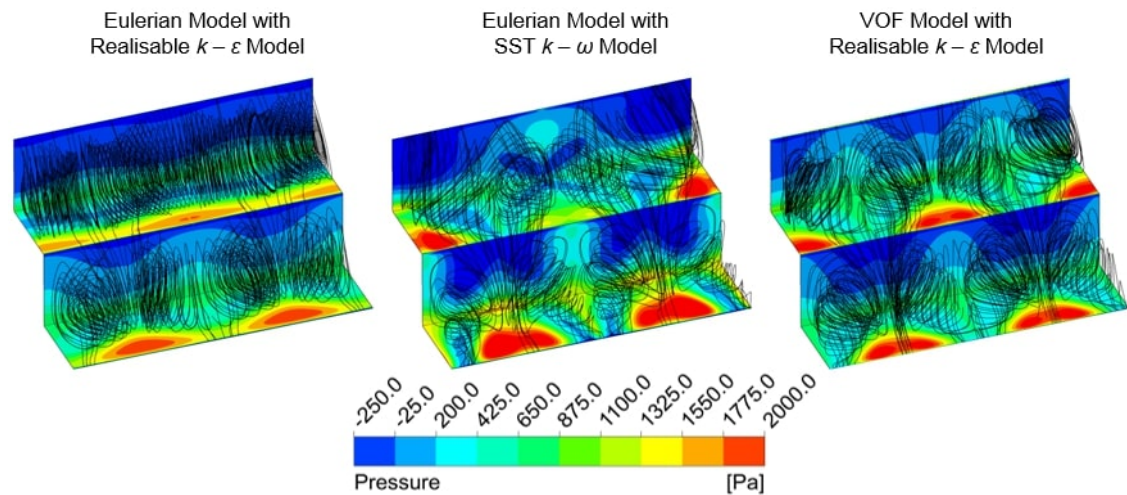 Eulerian Model with
Realisable k – ε Model
Eulerian Model with
SST k – ω Model
VOF Model with
Realisable k – ε Model
-250.0
-25.0
200.0
425.0
650.0
875.0
1100.0
1325.0
1550.0
1775.0
2000.0
Pressure
[Pa]